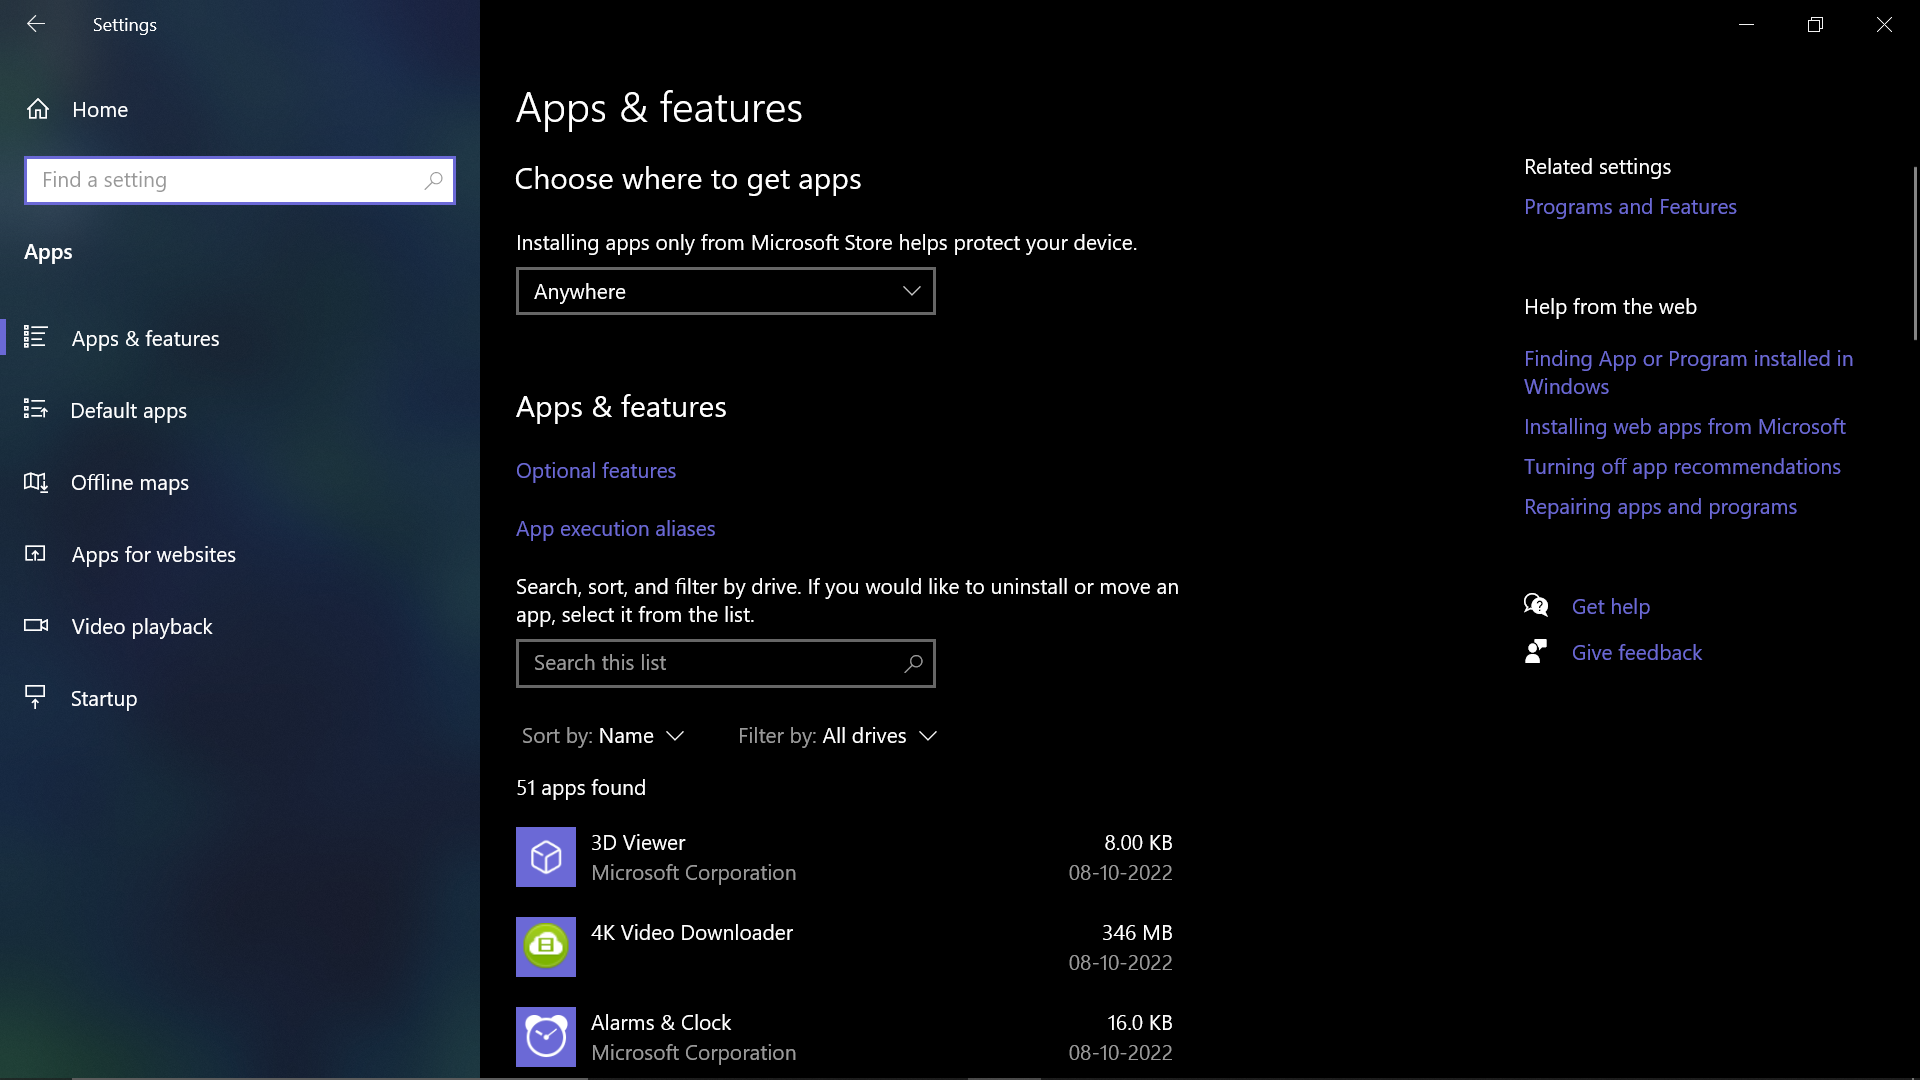 Settings
Home
Find a setting
Apps
Apps & features
Default apps
Offline maps
Apps for websites
Video playback
Startup
Apps & features
Choose where to get apps
Installing apps only from Microsoft Store helps protect your device.
Anywhere
Apps & features
Optional features
App execution aliases
Search, sort, and filter by drive. If you would like to uninstall or move an
app, select it from the list.
Search this list
Sort by: Name Filter by: All drives
51 apps found
3D Viewer 8.00 KB
Microsoft Corporation 08-10-2022
4K Video Downloader 346 MB
08-10-2022
Alarms & Clock 16.0 KB
Microsoft Corporation 08-10-2022
Related settings
Programs and Features
Help from the web
Finding App or Program installed in
Windows
Installing web apps from Microsoft
Turning off app recommendations
Repairing apps and programs
Get help
Give feedback